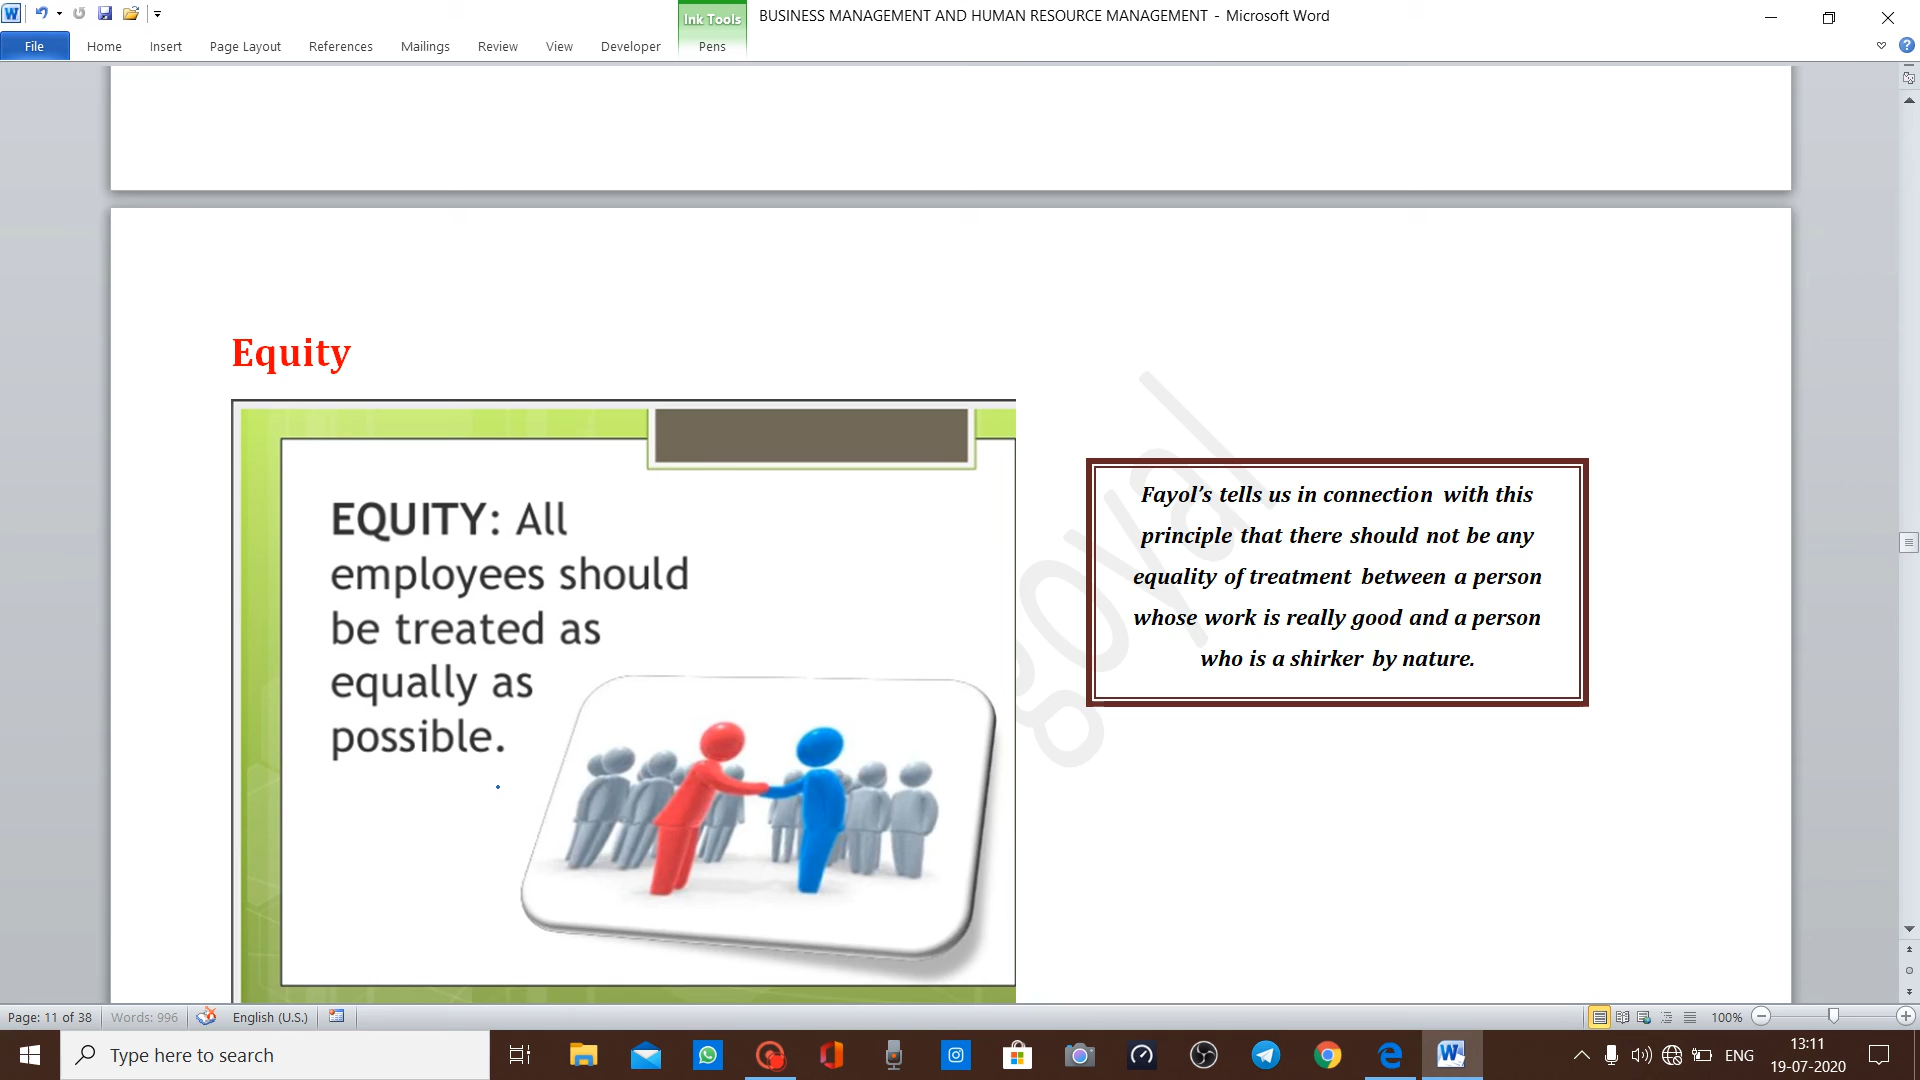 BUSINESS MANAGEMENT AND HUMAN RESOURCE MANAGEMENT - Microsoft Word
Ink Tools
File Home Insert Page Layout References Mailings Review View Developer Pens
Equity
EQUITY: All
employees should
be treated as
equally as
possible.
goyal
Fayol's tells us in connection with this
principle that there should not be any
equality of treatment between a person
whose work is really good and a person
who is a shirker by nature.
Page: 11 of 38 Words: 996 English (U.S.) 100%
Type here to search
ENG
13:11
19-07-2020